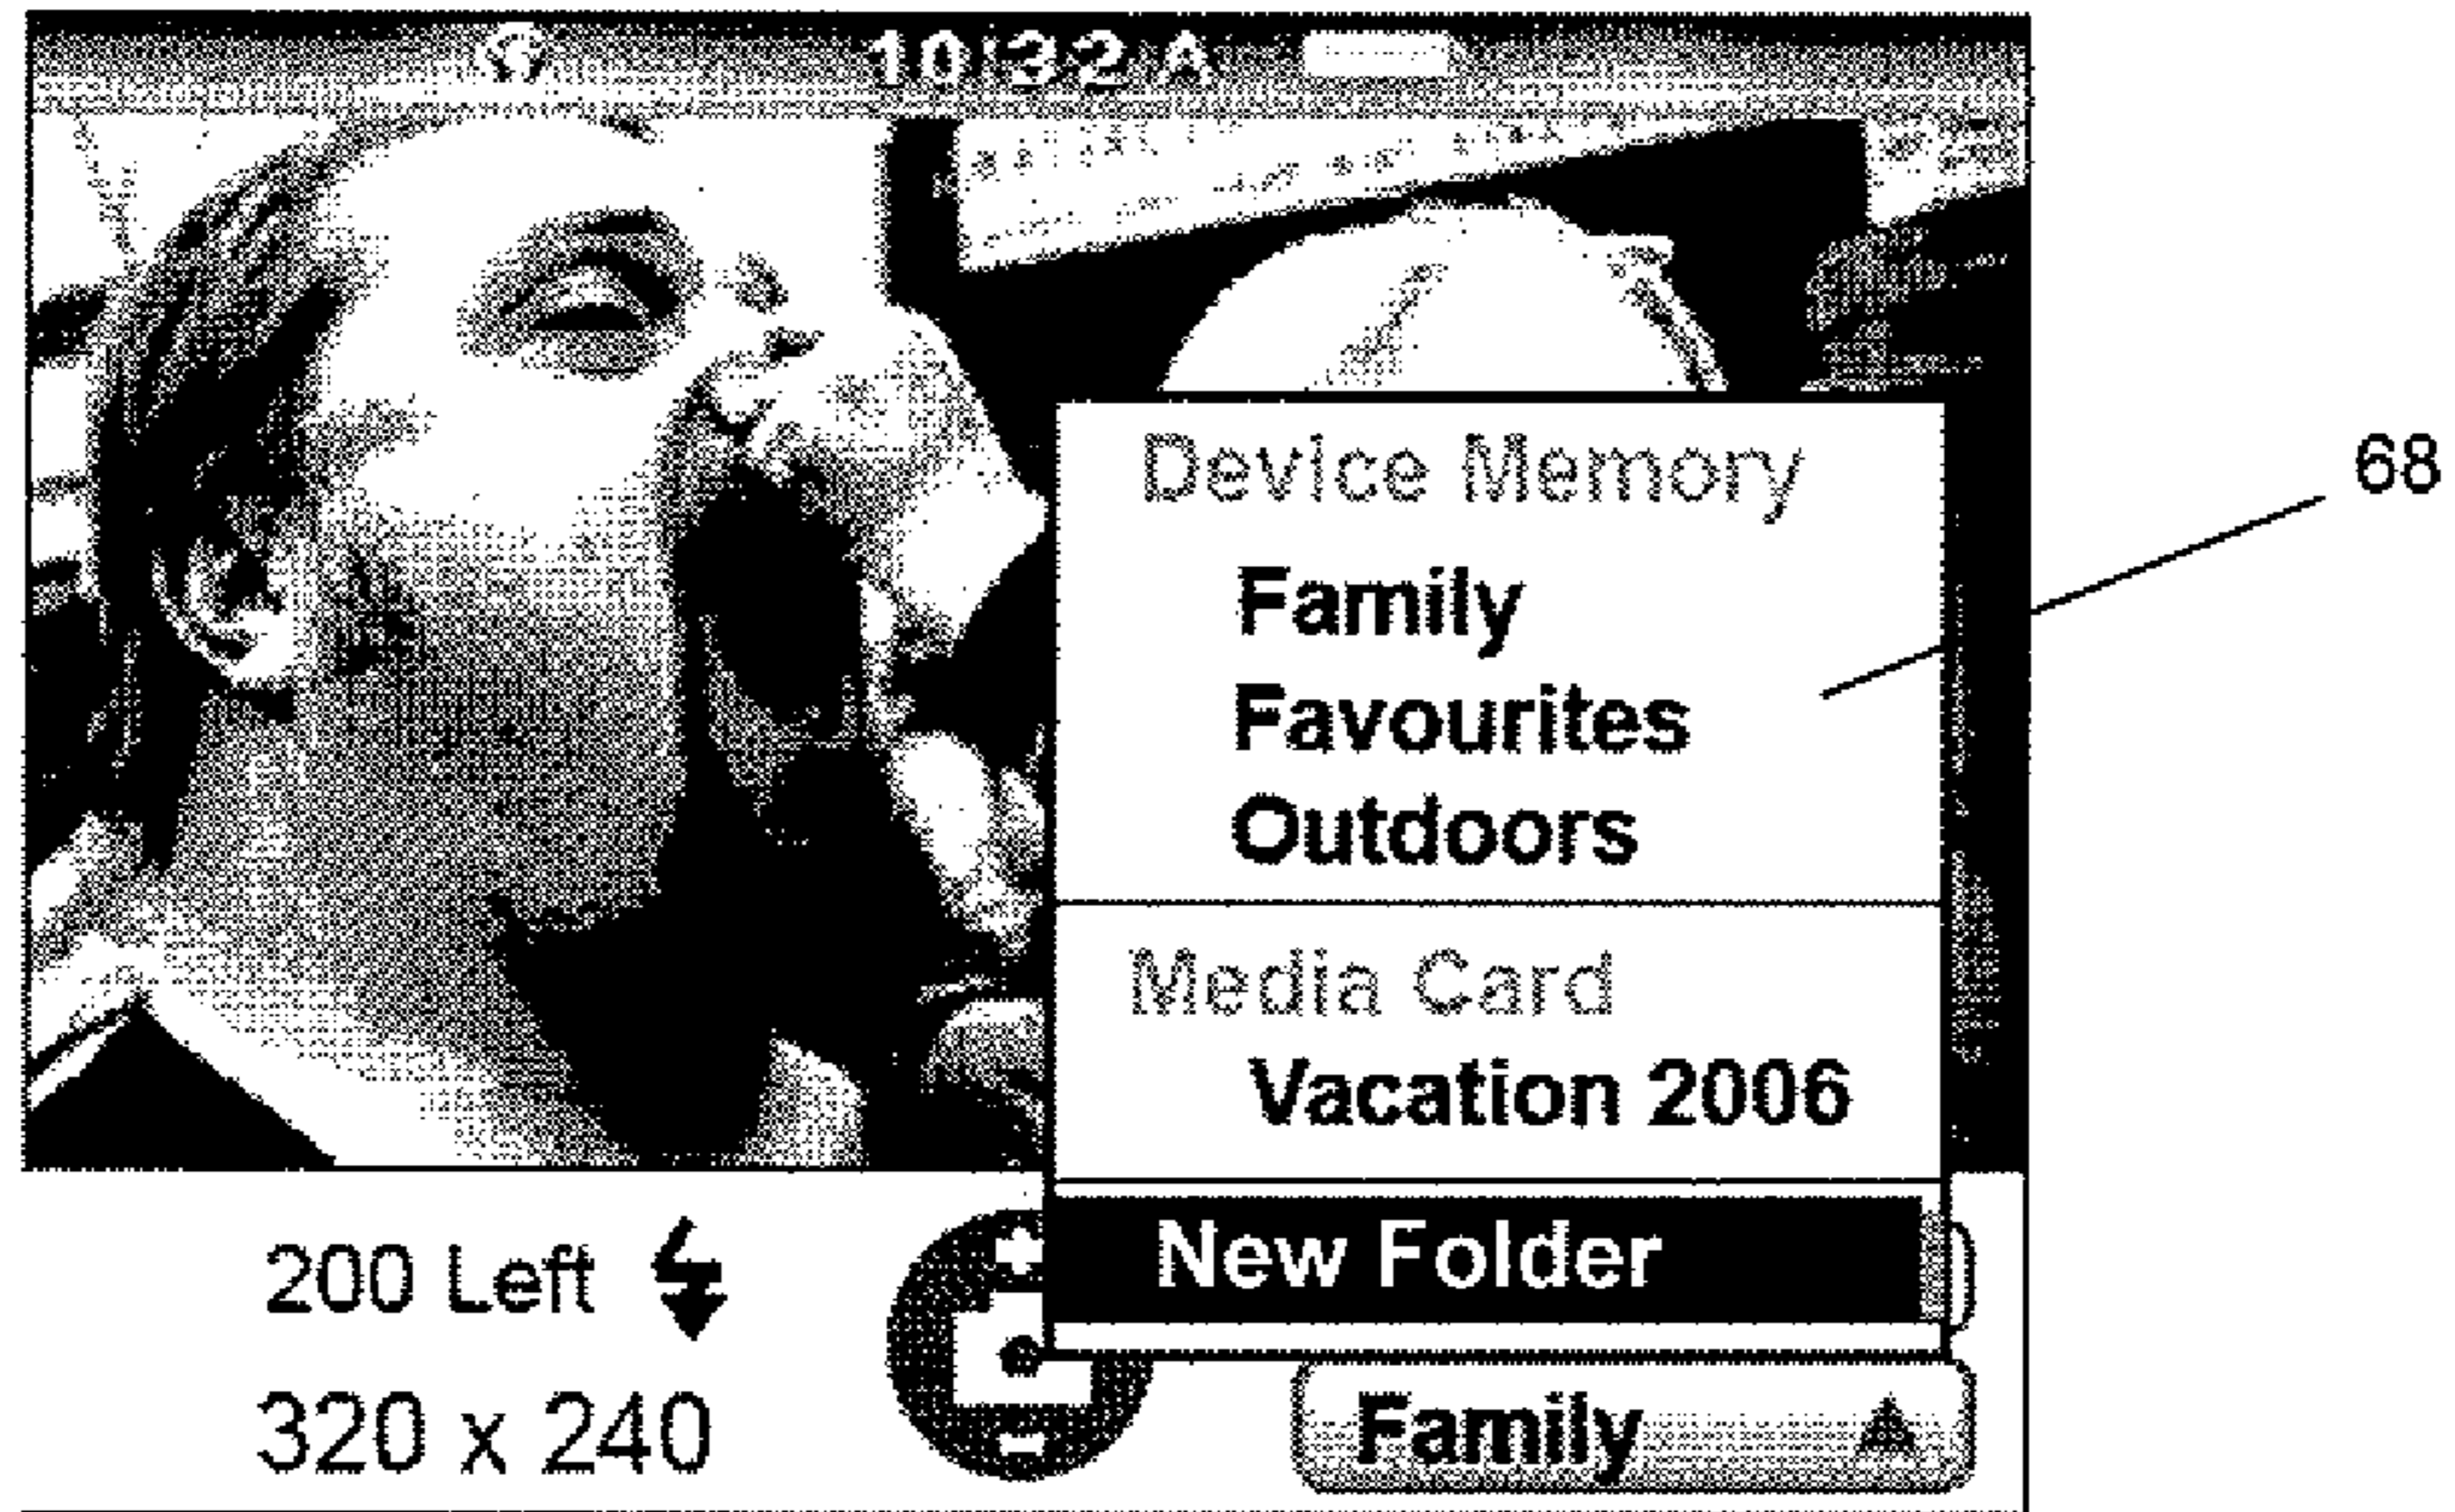 10:32 A
68
Device Memory
Family
Favourites
Outdoors
Media Card
Vacation 2006
New Folder
200 Left
320 x 240
Family